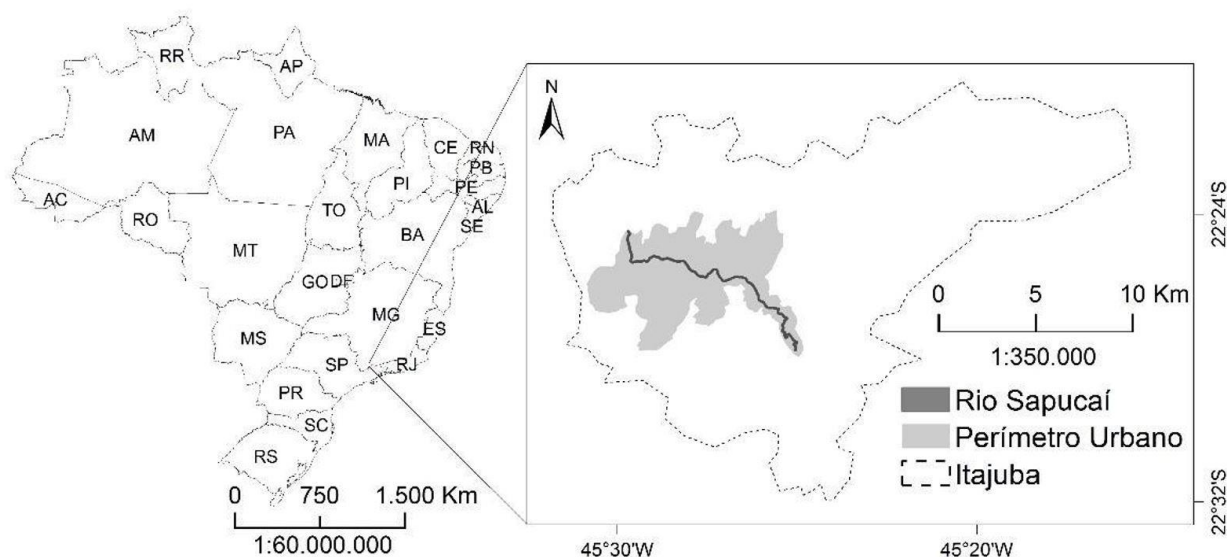 RR
AP
AM
PA
MA
CE
RN
PB
PI
PE
AC
AL
TO
RO
SE
BA
MT
GO
DF
MG
ES
MS
SP
RJ
PR
SC
RS
0 750 1.500 Km
1:60.000.000
N
22°24'S
0 5 10 Km
1:350.000
Rio Sapucaí
Perímetro Urbano
Itajuba
22°32'S
45°30'W
45°20'W